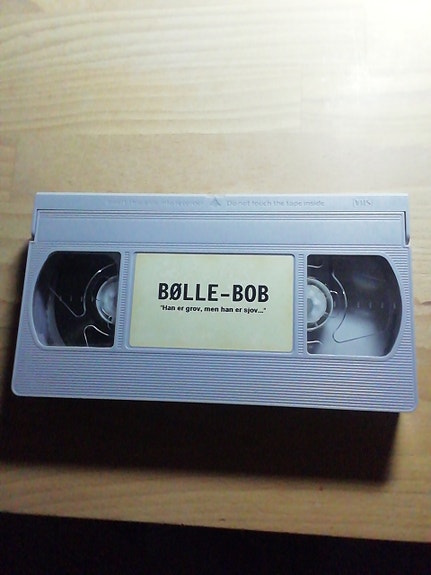 Do not touch the tape inside VHS
BØLLE-BOB
"Han er grov, men han er sjov..."